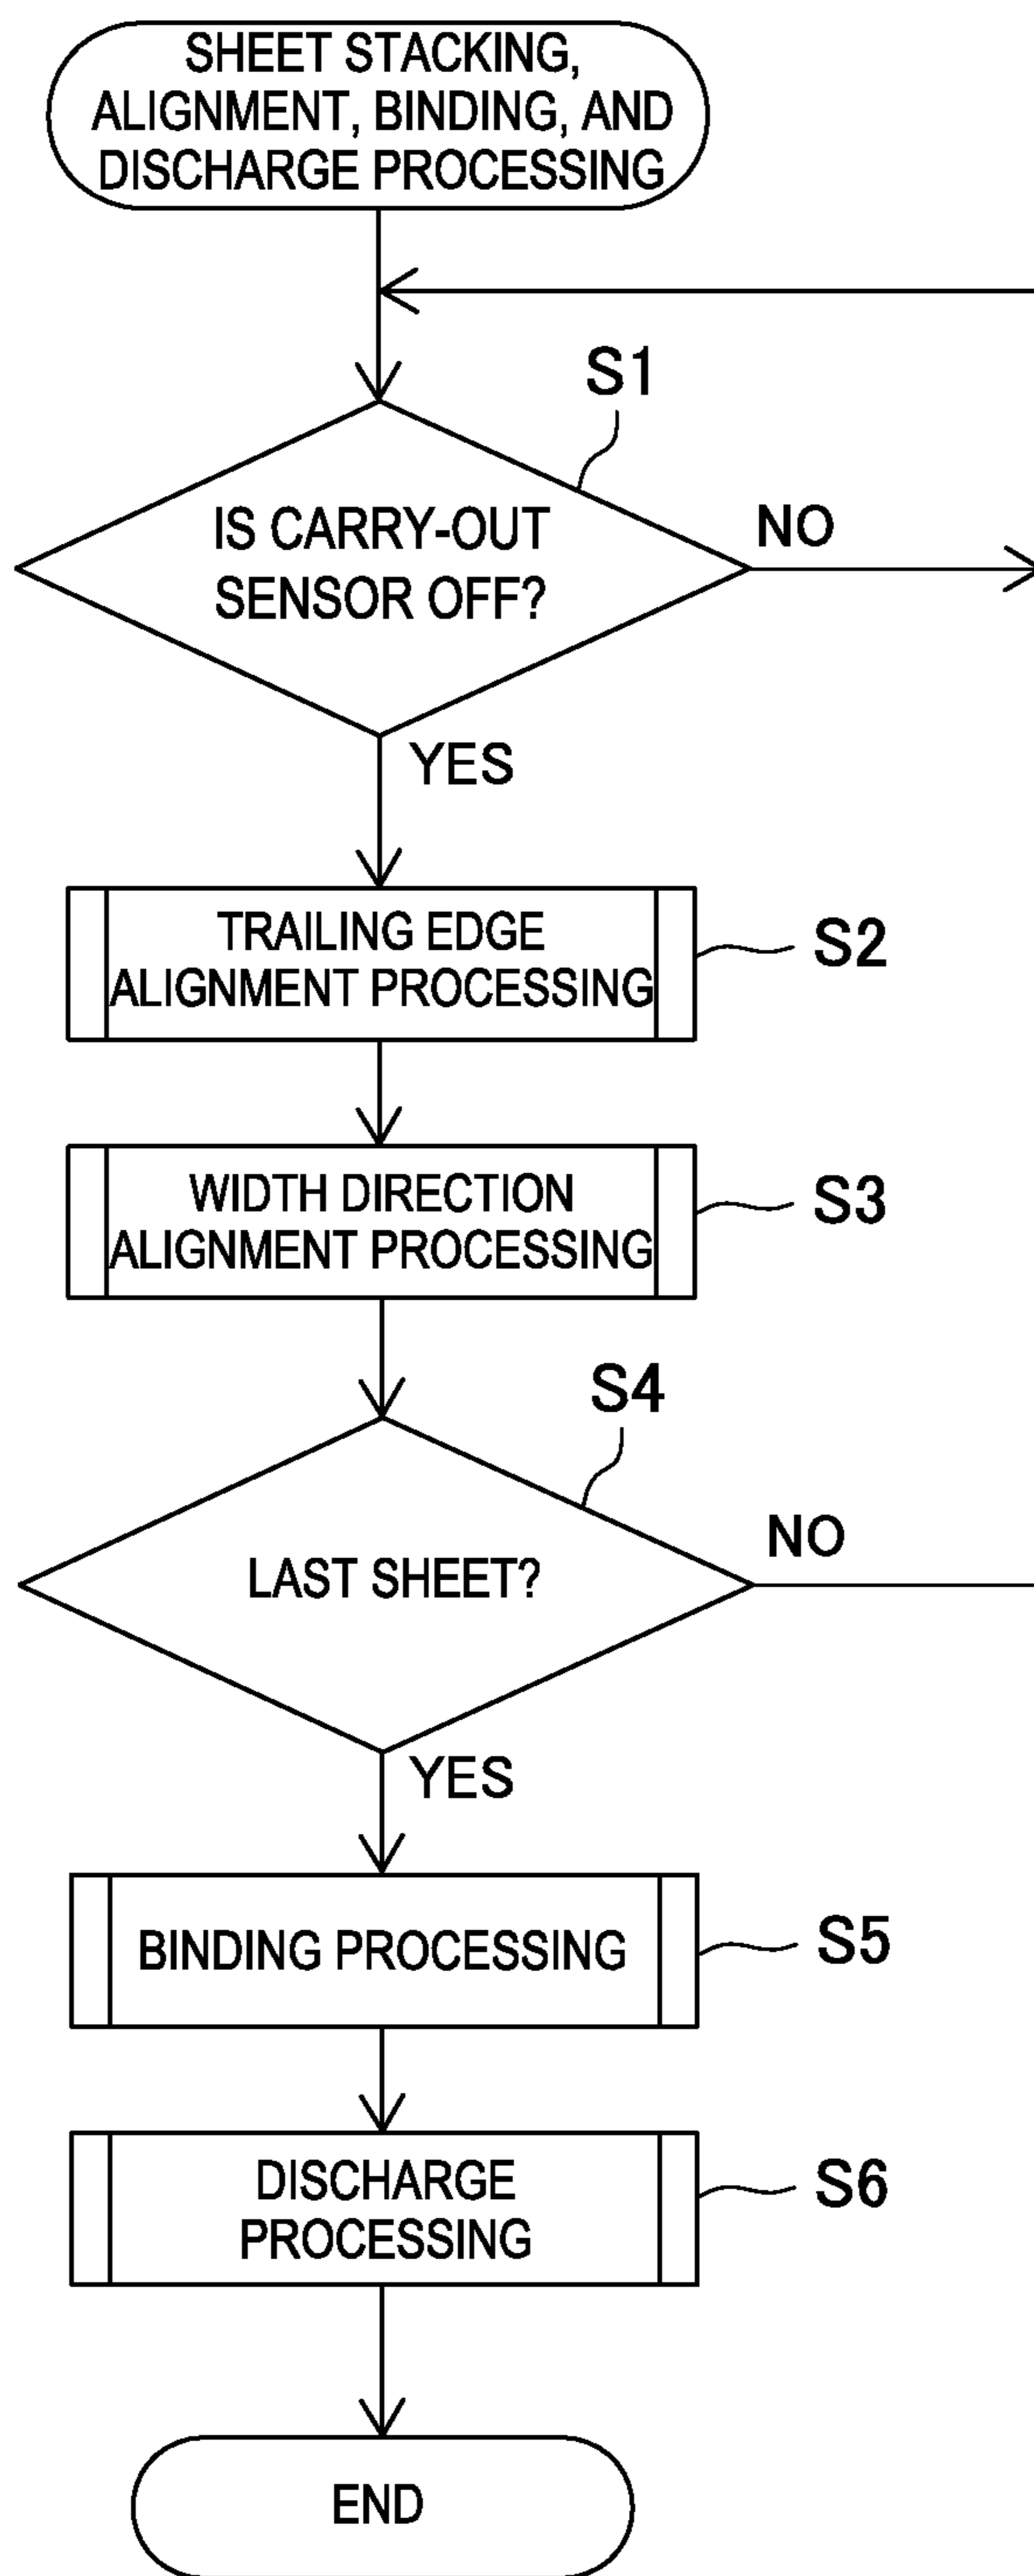 SHEET STACKING,
ALIGNMENT, BINDING, AND
DISCHARGE PROCESSING
S1
IS CARRY-OUT
SENSOR OFF?
NO
YES
TRAILING EDGE
ALIGNMENT PROCESSING
S2
WIDTH DIRECTION
ALIGNMENT PROCESSING
S3
S4
LAST SHEET?
NO
YES
BINDING PROCESSING
S5
DISCHARGE
PROCESSING
S6
END